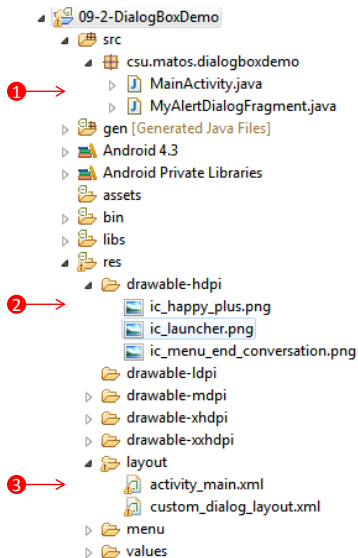 09-2-DialogBoxDemo
src
csu.matos.dialogboxdemo
1
MainActivity.java
MyAlertDialogFragment.java
gen [Generated Java Files]
Android 4.3
Android Private Libraries
assets
bin
libs
res
drawable-hdpi
2
ic_happy_plus.png
ic_launcher.png
ic_menu_end_conversation.png
drawable-ldpi
drawable-mdpi
drawable-xhdpi
drawable-xxhdpi
layout
3
activity_main.xml
custom_dialog_layout.xml
menu
values